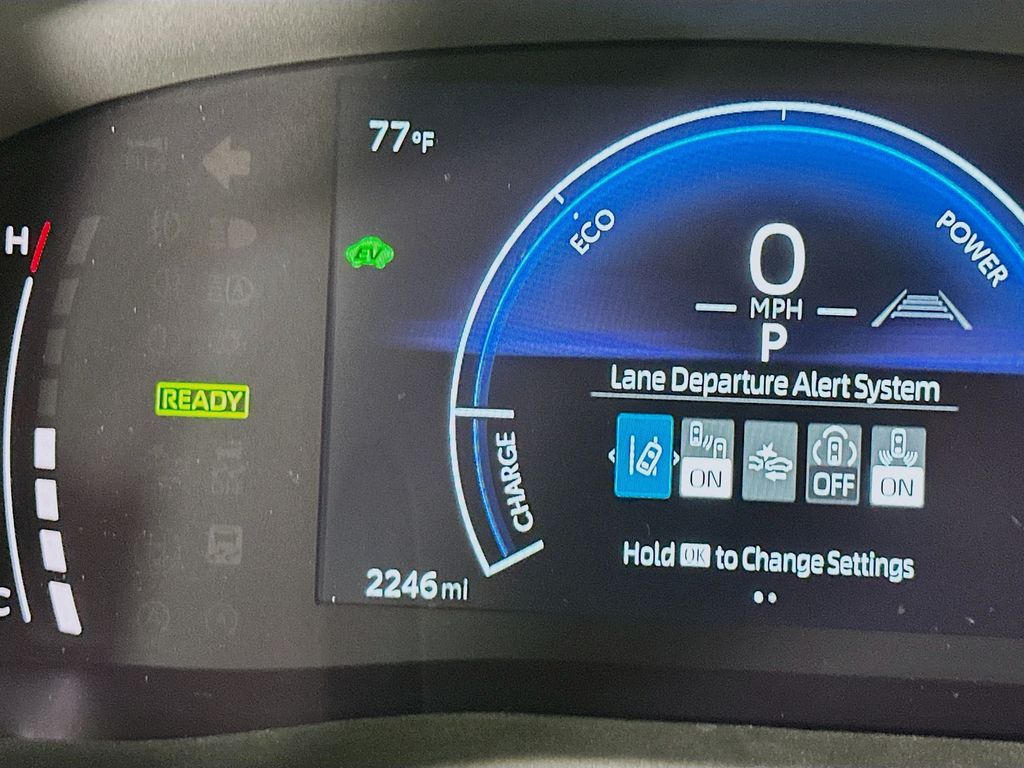 77°F
H
EV
ECO
POWER
0
MPH
P
READY
Lane Departure Alert System
CHARGE
ON
OFF
ON
Hold OK to Change Settings
C
2246 mi